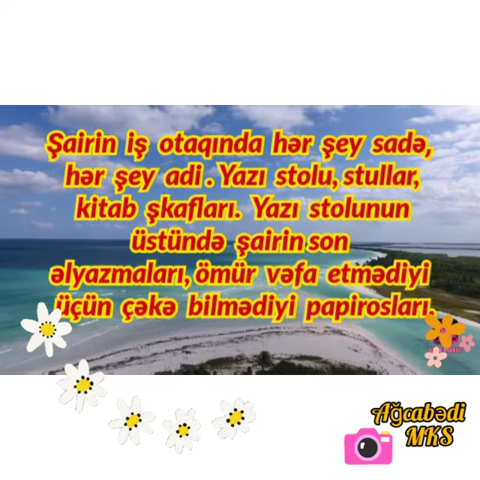 Şairin iş otaqında hər şey sadə,
hər şey adi . Yazı stolu, stullar,
kitab şkafları. Yazı stolunun
üstündə şairin son
əlyazmaları, ömür vəfa etmədiyi
üçün çəkə bilmədiyi papirosları.
Ağcabədi
MKS